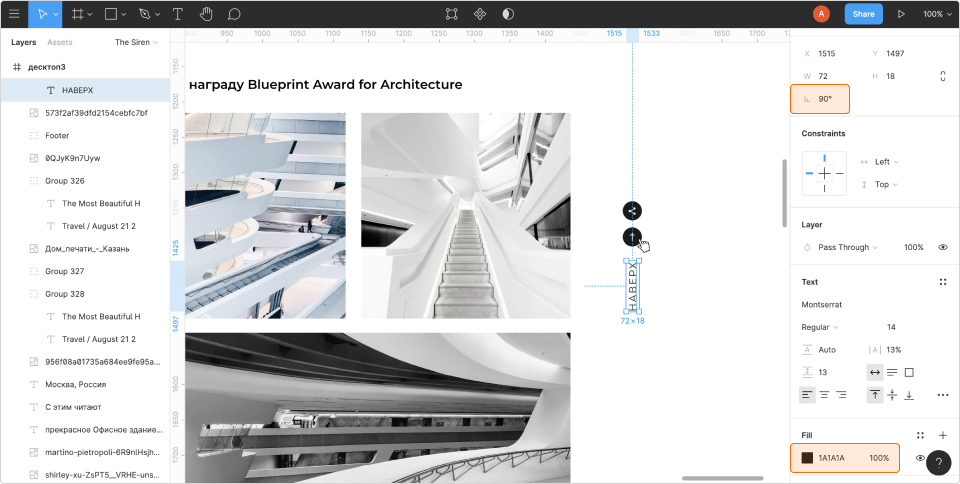 A
Share
100%
Layers
Assets
The Siren
десктоп3
НАВЕРХ
573f2af39dfd2154cebfc7bf
Footer
0QJyK9n7Uyw
Group 326
The Most Beautiful H
Travel / August 21 2
Дом_печати_-_Казань
Group 327
Group 328
The Most Beautiful H
Travel / August 21 2
956f08a01735a684ee9fe95a...
Москва, Россия
С этим читают
прекрасное Офисное здание...
martino-pietropoli-6R9nIHsjh...
shirley-xu-ZsPT5__VRHE-uns...
900 950 1000 1050 1100 1150 1200 1250 1300 1350 1400 1515 1533 1600 1650 1700
1150
1200
1250
1300
1425
1497
1600
1650
1700
награду Blueprint Award for Architecture
НАВЕРХ
72 × 18
X 1515 Y 1497
W 72 H 18
90°
Constraints
Left
Top
Layer
Pass Through 100%
Text
Montserrat
Regular 14
Auto 13%
13
Fill
1A1A1A 100%
?